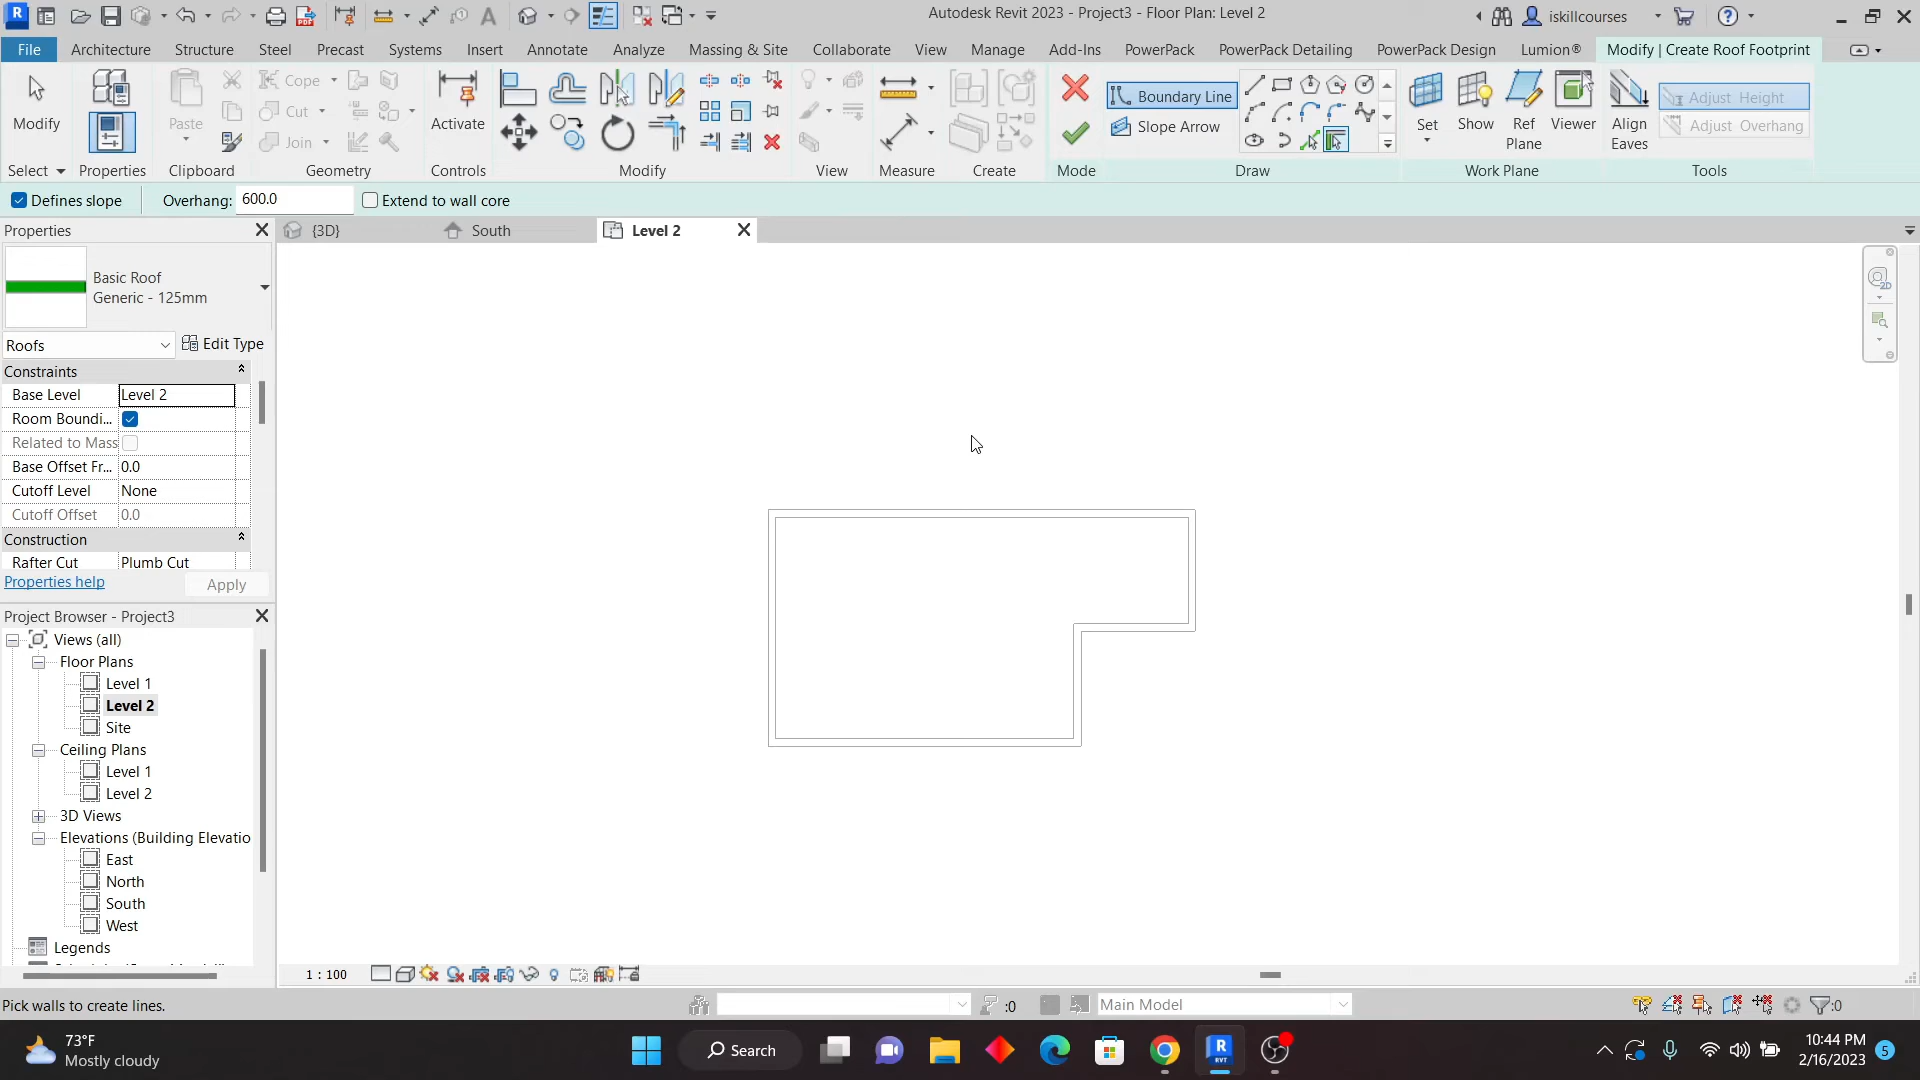 Autodesk Revit 2023 - Project3 - Floor Plan: Level 2
iskillcourses
File
Architecture
Structure
Steel
Precast
Systems
Insert
Annotate
Analyze
Massing & Site
Collaborate
View
Manage
Add-Ins
PowerPack
PowerPack Detailing
PowerPack Design
Lumion®
Modify | Create Roof Footprint
Modify
Paste
Cope
Cut
Join
Activate
Boundary Line
Slope Arrow
Set
Show
Ref
Plane
Viewer
Align
Eaves
Adjust Height
Adjust Overhang
Select
Properties
Clipboard
Geometry
Controls
Modify
View
Measure
Create
Mode
Draw
Work Plane
Tools
Defines slope
Overhang:
600.0
Extend to wall core
Properties
{3D}
South
Level 2
Basic Roof
Generic - 125mm
Roofs
Edit Type
Constraints
Base Level
Level 2
Room Boundi...
Related to Mass
Base Offset Fr...
0.0
Cutoff Level
None
Cutoff Offset
0.0
Construction
Rafter Cut
Plumb Cut
Properties help
Apply
Project Browser - Project3
Views (all)
Floor Plans
Level 1
Level 2
Site
Ceiling Plans
Level 1
Level 2
3D Views
Elevations (Building Elevatio
East
North
South
West
Legends
1 : 100
Pick walls to create lines.
:0
Main Model
:0
73°F
Mostly cloudy
Search
10:44 PM
2/16/2023
5